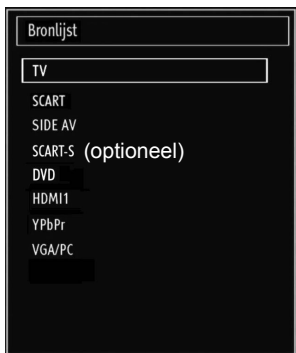 Bronlijst
TV
SCART
SIDE AV
SCART-S (optioneel)
DVD
HDMI1
YPbPr
VGA/PC